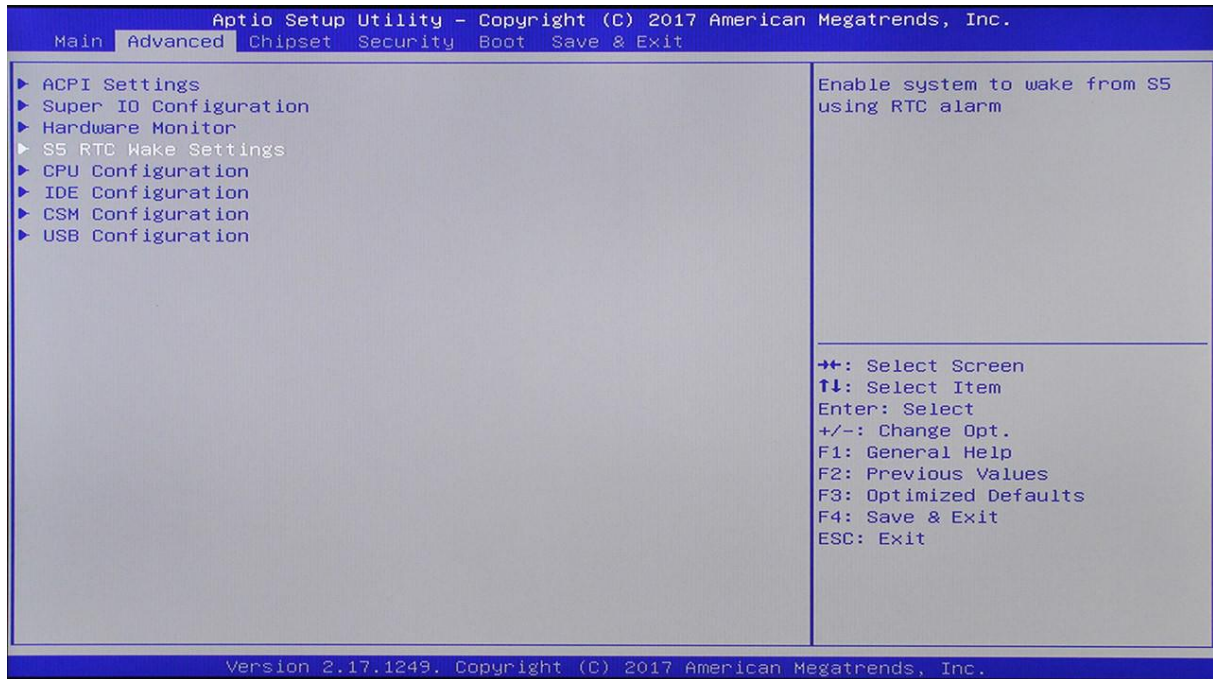 Aptio Setup Utility – Copyright (C) 2017 American Megatrends, Inc.
Main Advanced Chipset Security Boot Save & Exit
ACPI Settings
Super IO Configuration
Hardware Monitor
S5 RTC Wake Settings
CPU Configuration
IDE Configuration
CSM Configuration
USB Configuration
Enable system to wake from S5
using RTC alarm
→←: Select Screen
↑↓: Select Item
Enter: Select
+/-: Change Opt.
F1: General Help
F2: Previous Values
F3: Optimized Defaults
F4: Save & Exit
ESC: Exit
Version 2.17.1249. Copyright (C) 2017 American Megatrends, Inc.